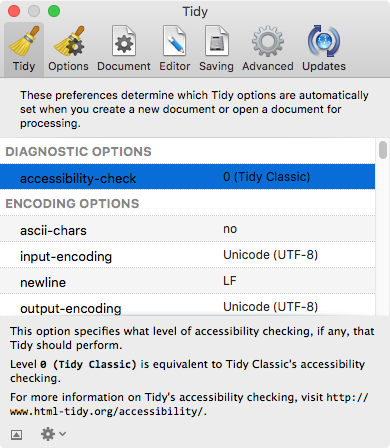 Tidy
Tidy Options Document Editor Saving Advanced Updates
These preferences determine which Tidy options are automatically
set when you create a new document or open a document for
processing.
DIAGNOSTIC OPTIONS
accessibility-check 0 (Tidy Classic)
ENCODING OPTIONS
ascii-chars no
input-encoding Unicode (UTF-8)
newline LF
output-encoding Unicode (UTF-8)
This option specifies what level of accessibility checking, if any, that
Tidy should perform.
Level 0 (Tidy Classic) is equivalent to Tidy Classic's accessibility
checking.
For more information on Tidy's accessibility checking, visit http://
www.html-tidy.org/accessibility/.